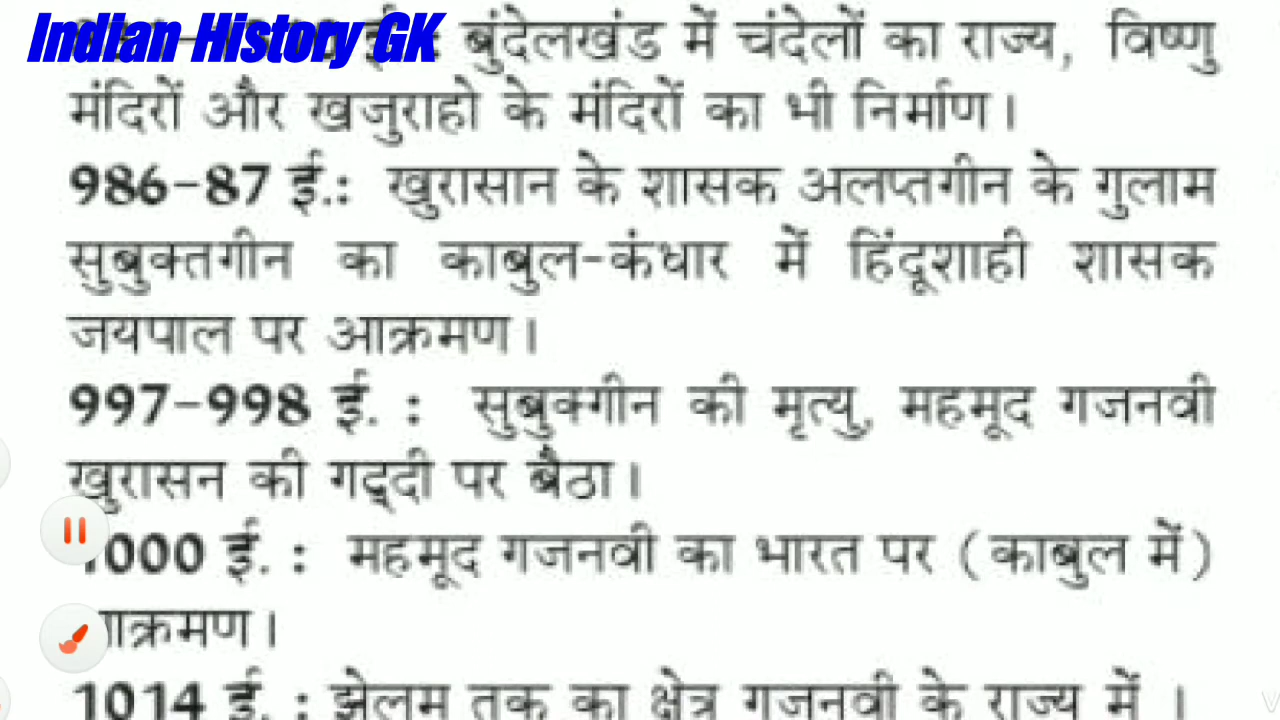 Indian History GK
ई. : बुंदेलखंड में चंदेलों का राज्य, विष्णु
मंदिरों और खजुराहो के मंदिरों का भी निर्माण।
986-87 ई.: खुरासान के शासक अलप्तगीन के गुलाम
सुबुक्तगीन का काबुल-कंधार में हिंदूशाही शासक
जयपाल पर आक्रमण।
997-998 ई. : सुबुक्गीन की मृत्यु, महमूद गजनवी
खुरासन की गद्दी पर बैठा।
1000 ई. : महमूद गजनवी का भारत पर (काबुल में)
आक्रमण।
1014 ई. : झेलम तक का क्षेत्र गजनवी के राज्य में ।